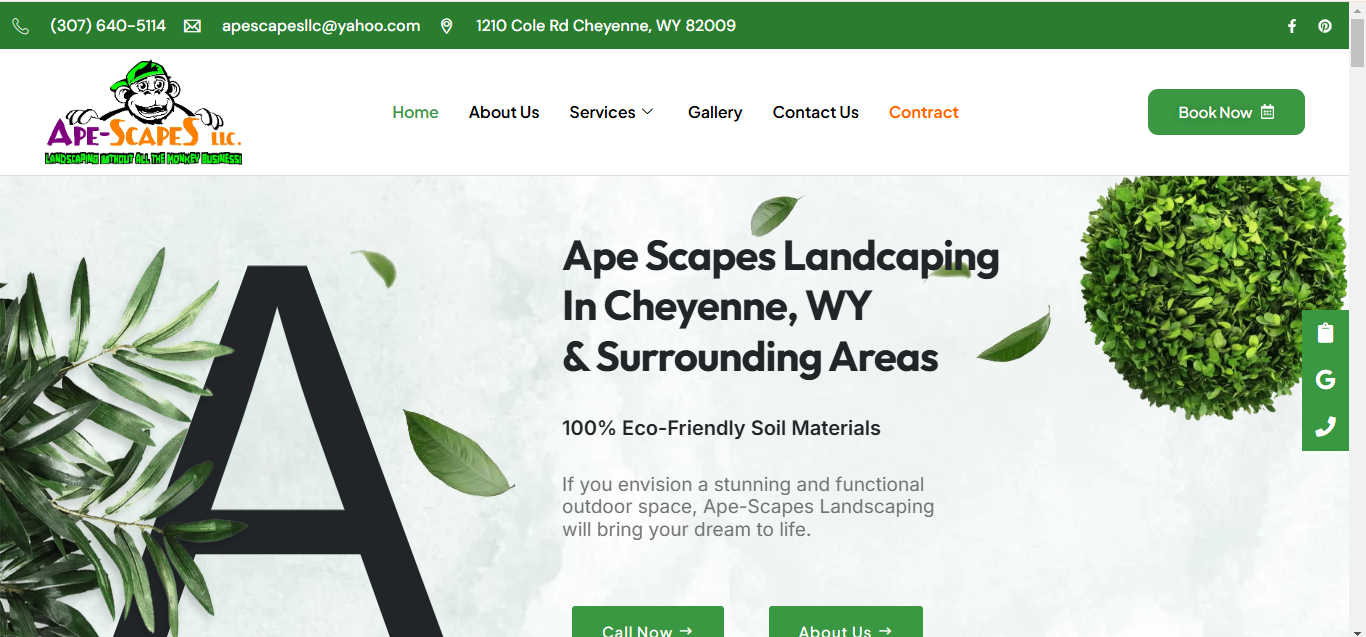 (307) 640-5114 apescapesllc@yahoo.com 1210 Cole Rd Cheyenne, WY 82009
APE-SCAPES LLC.
LANDSCAPING WITHOUT ALL THE MONKEY BUSINESS!
Home About Us Services Gallery Contact Us Contract
Book Now
A
Ape Scapes Landcaping
In Cheyenne, WY
& Surrounding Areas
100% Eco-Friendly Soil Materials
If you envision a stunning and functional
outdoor space, Ape-Scapes Landscaping
will bring your dream to life.
Call Now → About Us →